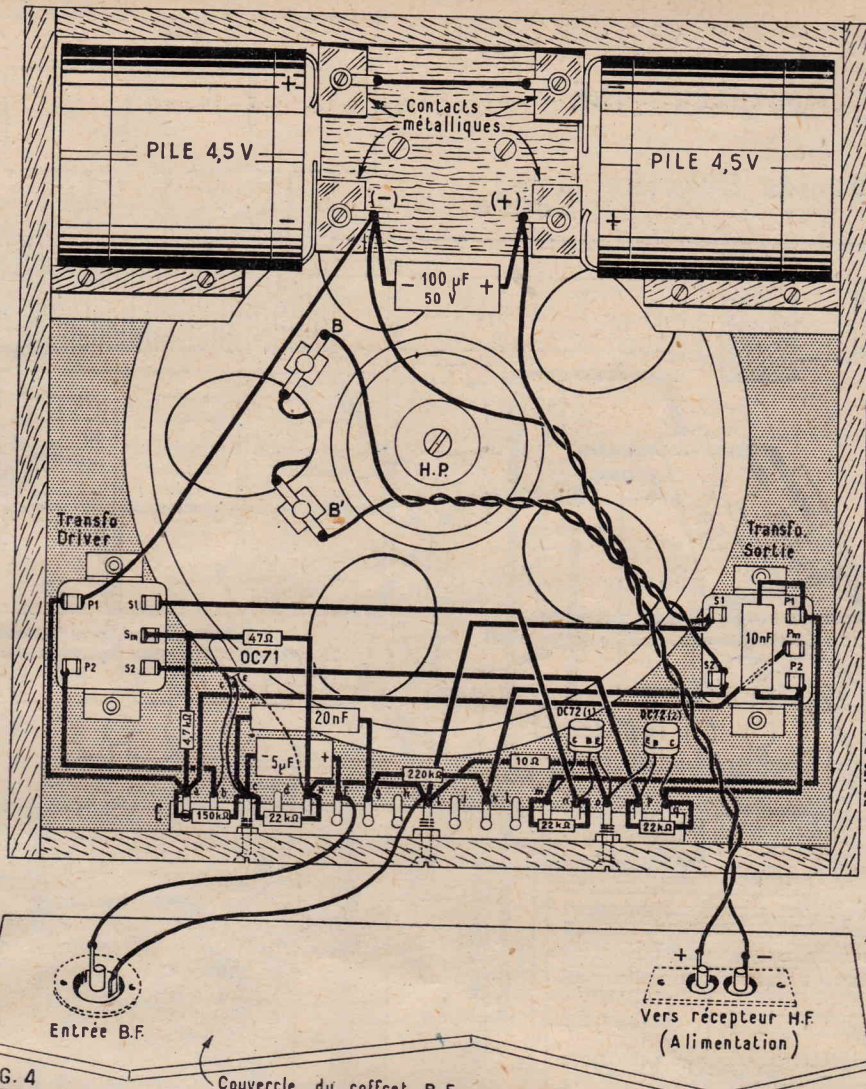 +
PILE 4,5 V
-
Contacts
métalliques
-
PILE 4,5 V
+
(-)
(+)
- 100 µF +
50 V
B
H.P.
B'
Transfo
Driver
P1
S1
Sm
P2
S2
47Ω
OC71
E
Transfo.
Sortie
S1
P1
10nF
Pm
S2
P2
4,7kΩ
20nF
- 5µF +
220kΩ
10Ω
OC72(1)
C B E
OC72(2)
E B C
a b c d e f g h i j k l m n o p q
150kΩ
22kΩ
22kΩ
22kΩ
Entrée B.F.
+ -
Vers récepteur H.F.
(Alimentation)
G. 4
Couvercle du coffret B.F.